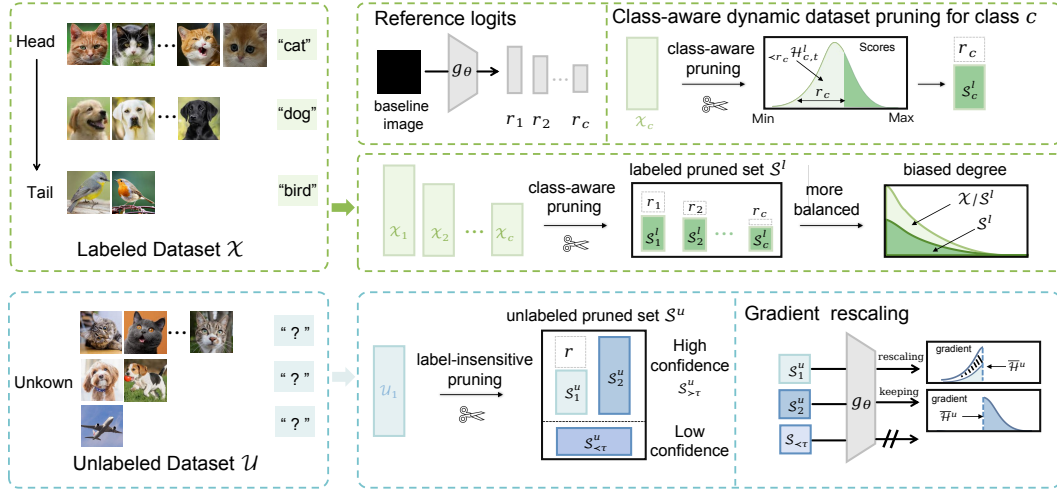 Head
"cat"
"dog"
Tail
"bird"
Labeled Dataset 𝒳
Reference logits
baseline
image
g_θ
r_1 r_2 r_c
Class-aware dynamic dataset pruning for class c
𝒳_c
class-aware
pruning
Scores
≺r_c ℋ^l_{c,t}
r_c
Min Max
r_c
𝒮^l_c
𝒳_1 𝒳_2 ··· 𝒳_c
class-aware
pruning
labeled pruned set 𝒮^l
r_1 r_2 r_c
𝒮^l_1 𝒮^l_2 ··· 𝒮^l_c
more
balanced
biased degree
𝒳/𝒮^l
𝒮^l
Unkown
" ? "
" ? "
" ? "
Unlabeled Dataset 𝒰
𝒰_1
label-insensitive
pruning
unlabeled pruned set 𝒮^u
r
𝒮^u_1 𝒮^u_2
𝒮^u_{≺τ}
High
confidence
𝒮^u_{≻τ}
Low
confidence
Gradient rescaling
𝒮^u_1
𝒮^u_2
𝒮_{≺τ}
g_θ
rescaling
keeping
gradient
ℋ̅^u
gradient
ℋ̅^u